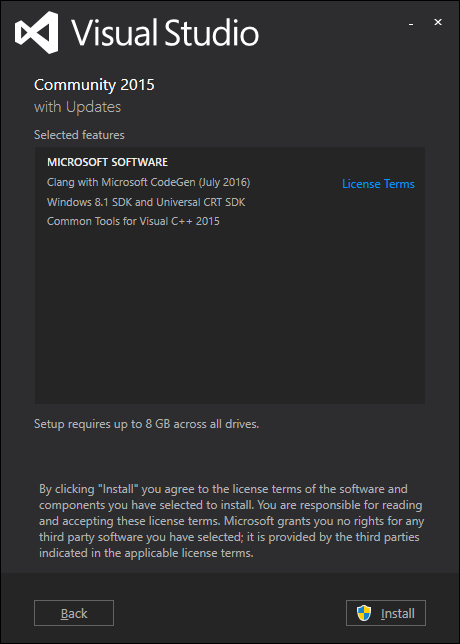 Visual Studio
Community 2015
with Updates
Selected features
MICROSOFT SOFTWARE
Clang with Microsoft CodeGen (July 2016)
License Terms
Windows 8.1 SDK and Universal CRT SDK
Common Tools for Visual C++ 2015
Setup requires up to 8 GB across all drives.
By clicking "Install" you agree to the license terms of the software and
components you have selected to install. You are responsible for reading
and accepting these license terms. Microsoft grants you no rights for any
third party software you have selected; it is provided by the third parties
indicated in the applicable license terms.
Back
Install